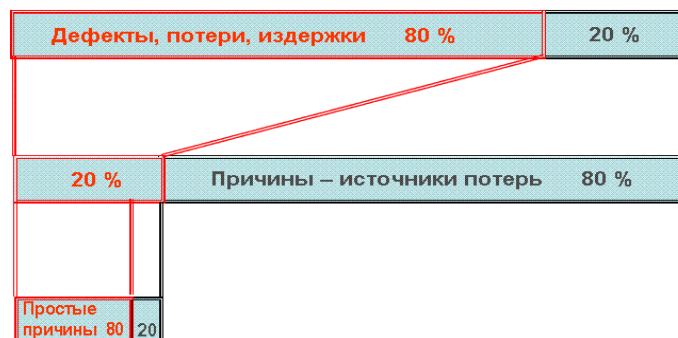 Дефекты, потери, издержки 80 % 20 %
20 % Причины – источники потерь 80 %
Простые
причины 80 20